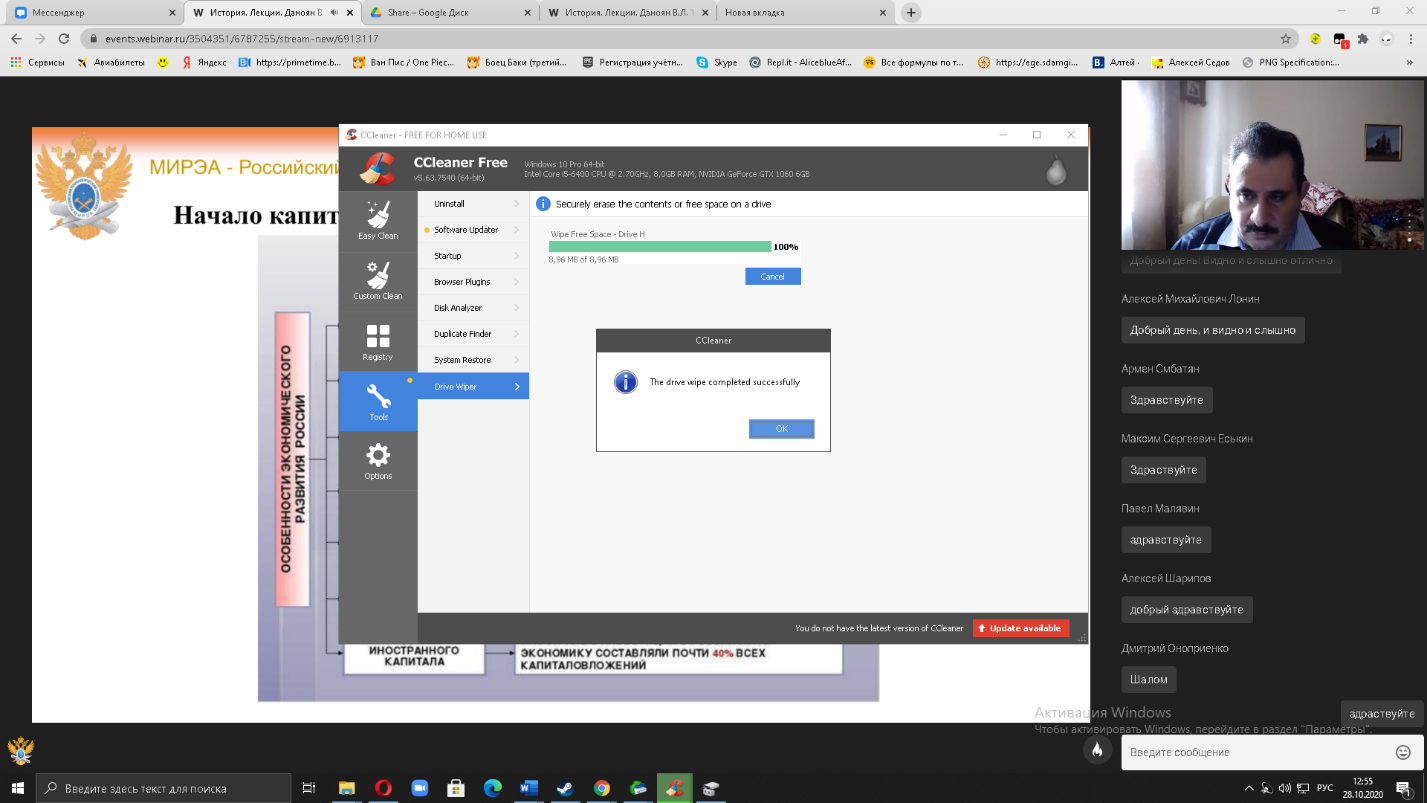 Мессенджер
История. Лекции. Даноян В.
Share – Google Диск
История. Лекции. Даноян В.Л. 1
Новая вкладка
events.webinar.ru/3504351/6787255/stream-new/6913117
Сервисы
Авиабилеты
Яндекс
https://primetime.b...
Ван Пис / One Piec...
Боец Баки (третий...
Регистрация учётн...
Skype
Repl.it - AliceblueAf...
Все формулы по т...
https://ege.sdamgi...
Алтей -
Алексей Седов
PNG Specification:...
МИРЭА - Российский
Начало капит
ОСОБЕННОСТИ ЭКОНОМИЧЕСКОГО
РАЗВИТИЯ РОССИИ
ИНОСТРАННОГО
КАПИТАЛА
ЭКОНОМИКУ СОСТАВЛЯЛИ ПОЧТИ 40% ВСЕХ
КАПИТАЛОВЛОЖЕНИЙ
CCleaner - FREE FOR HOME USE
CCleaner Free
v5.63.7540 (64-bit)
Windows 10 Pro 64-bit
Intel Core i5-6400 CPU @ 2.70GHz, 8,0GB RAM, NVIDIA GeForce GTX 1060 6GB
Easy Clean
Custom Clean
Registry
Tools
Options
Uninstall
Software Updater
Startup
Browser Plugins
Disk Analyzer
Duplicate Finder
System Restore
Drive Wiper
Securely erase the contents or free space on a drive
Wipe Free Space - Drive H
100%
8,96 MB of 8,96 MB
Cancel
CCleaner
The drive wipe completed successfully
OK
You do not have the latest version of CCleaner
Update available
Добрый день! Видно и слышно отлично
Алексей Михайлович Лонин
Добрый день, и видно и слышно
Армен Смбатян
Здравствуйте
Максим Сергеевич Еськин
Здраствуйте
Павел Малявин
здравствуйте
Алексей Шарипов
добрый здравствуйте
Дмитрий Оноприенко
Шалом
здраствуйте
Активация Windows
Чтобы активировать Windows, перейдите в раздел "Параметры".
Введите сообщение
Введите здесь текст для поиска
РУС
12:55
28.10.2020